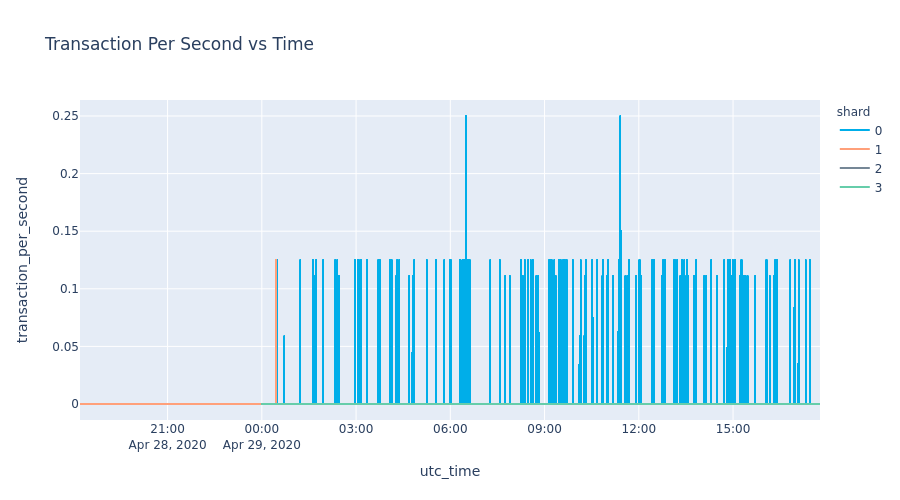 Transaction Per Second vs Time
shard
0
1
2
3
transaction_per_second
0.25
0.2
0.15
0.1
0.05
0
21:00
Apr 28, 2020
00:00
Apr 29, 2020
03:00
06:00
09:00
12:00
15:00
utc_time